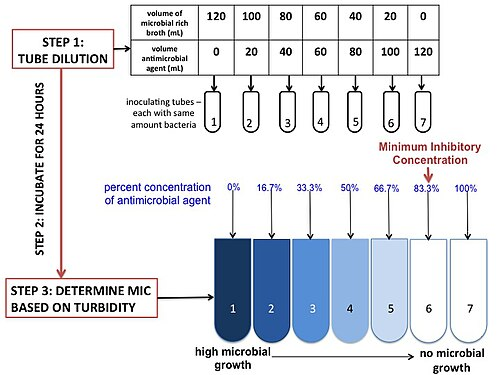 STEP 1:
TUBE DILUTION
volume of
microbial rich
broth (mL)
120 100 80 60 40 20 0
volume
antimicrobial
agent (mL)
0 20 40 60 80 100 120
inoculating tubes –
each with same
amount bacteria
1 2 3 4 5 6 7
STEP 2: INCUBATE FOR 24 HOURS
Minimum Inhibitory
Concentration
percent concentration
of antimicrobial agent
0% 16.7% 33.3% 50% 66.7% 83.3% 100%
STEP 3: DETERMINE MIC
BASED ON TURBIDITY
1 2 3 4 5 6 7
high microbial
growth
no microbial
growth